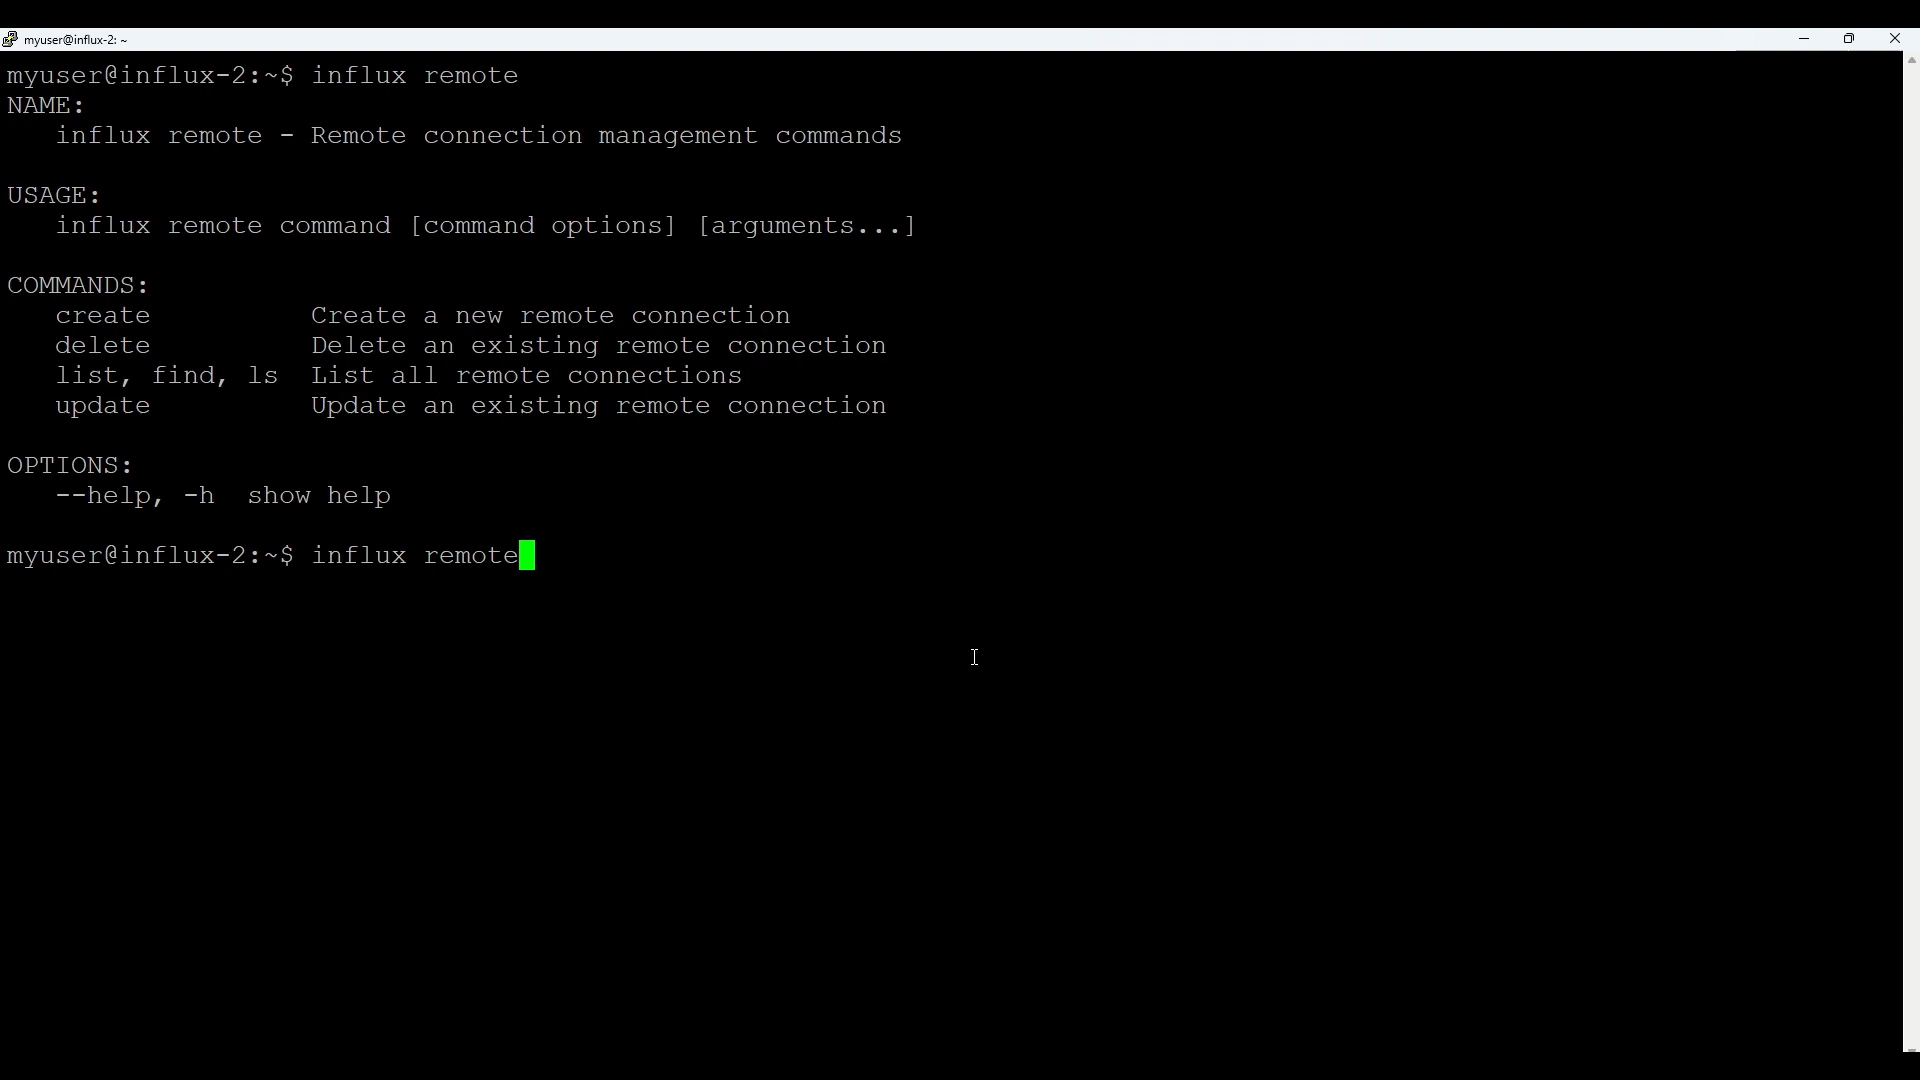 myuser@influx-2: ~
myuser@influx-2:~$ influx remote
NAME:
   influx remote - Remote connection management commands

USAGE:
   influx remote command [command options] [arguments...]

COMMANDS:
   create          Create a new remote connection
   delete          Delete an existing remote connection
   list, find, ls  List all remote connections
   update          Update an existing remote connection

OPTIONS:
   --help, -h  show help

myuser@influx-2:~$ influx remote